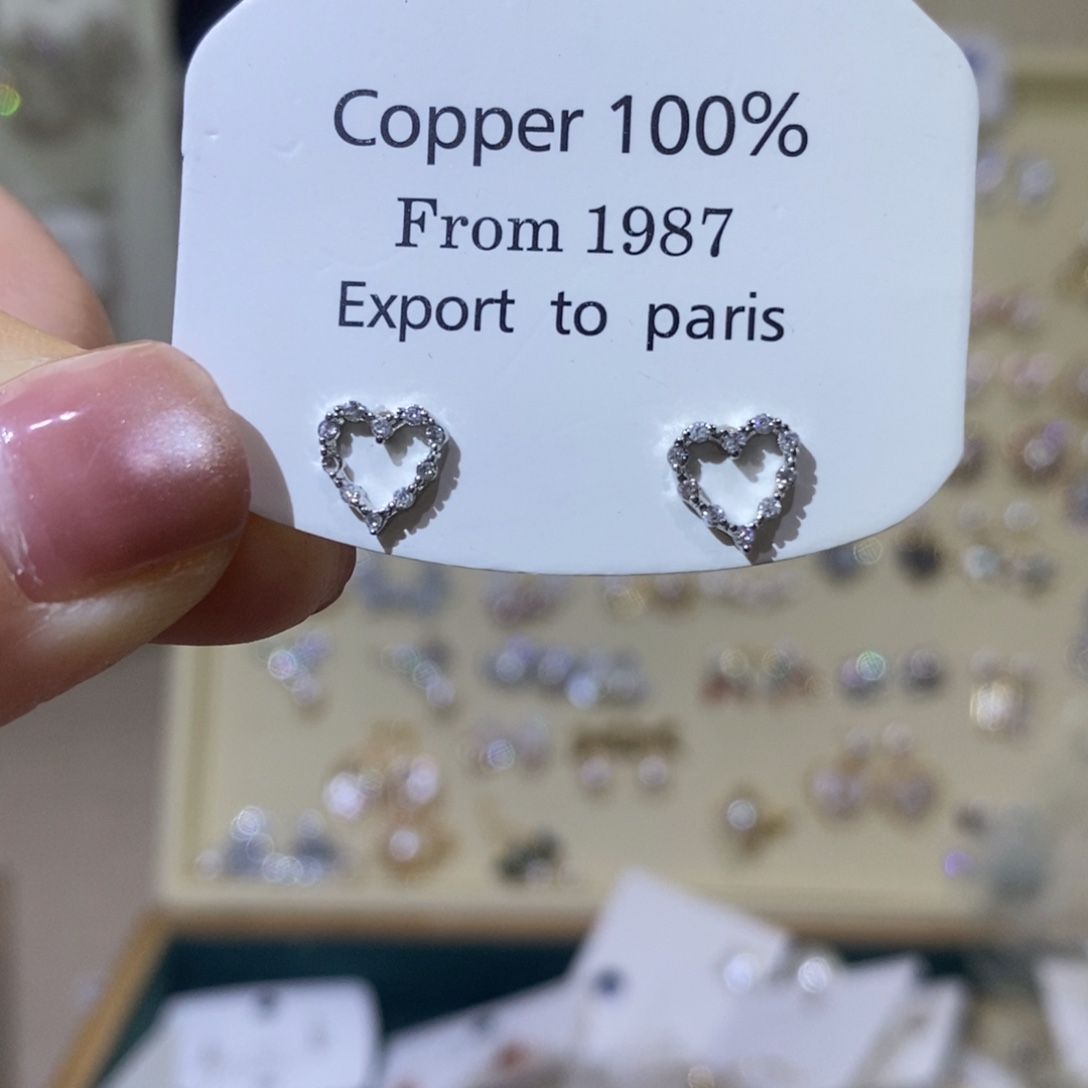 Copper 100%
From 1987
Export to paris